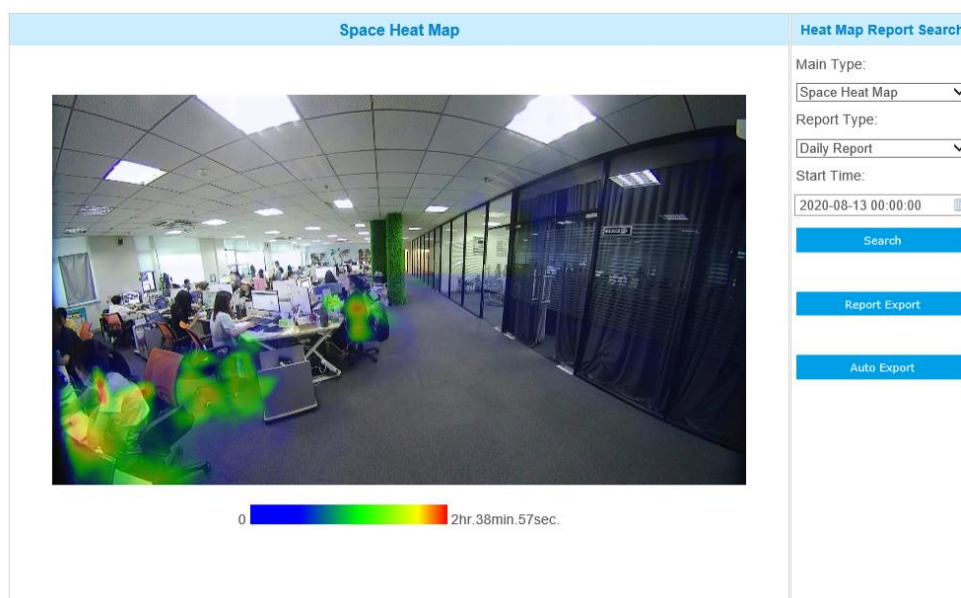 Space Heat Map
0
2hr.38min.57sec.
Heat Map Report Search
Main Type:
Space Heat Map
Report Type:
Daily Report
Start Time:
2020-08-13 00:00:00
Search
Report Export
Auto Export